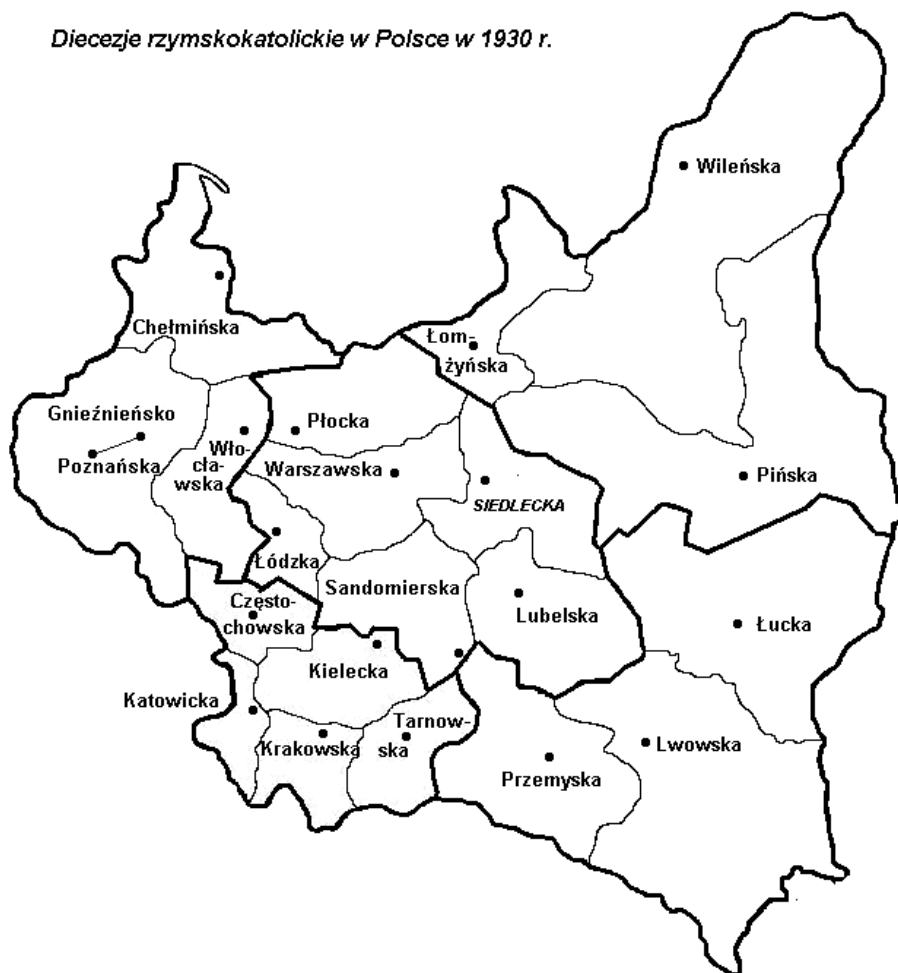 Diecezje rzymskokatolickie w Polsce w 1930 r.
Wileńska
Chełmińska
Łom-
żyńska
Gnieźnieńsko
Poznańska
Wło-
cła-
wska
Płocka
Warszawska
SIEDLECKA
Pińska
Łódzka
Sandomierska
Lubelska
Często-
chowska
Łucka
Kielecka
Katowicka
Krakowska
Tarnow-
ska
Przemyska
Lwowska